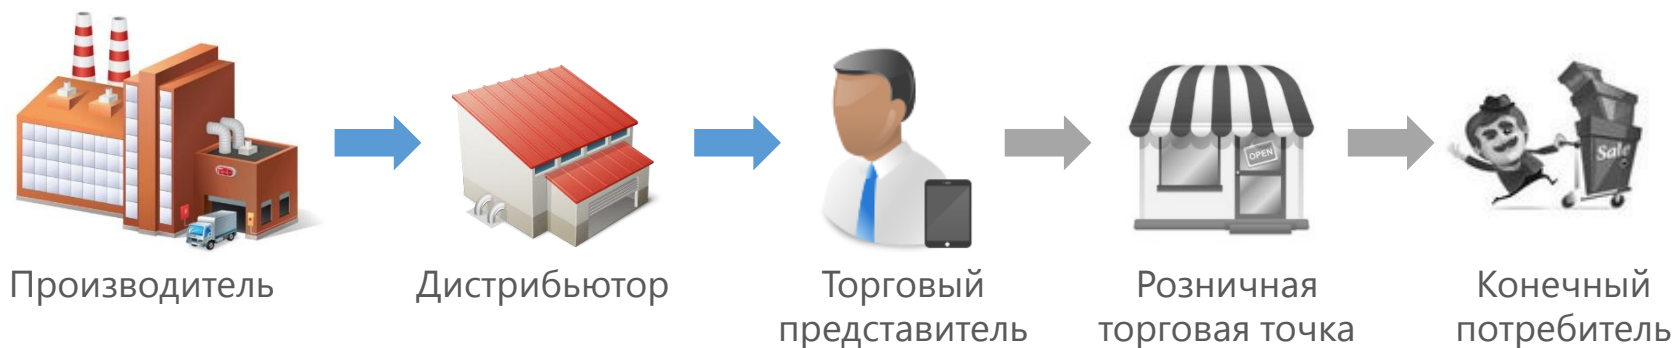 OPEN
Sale
Производитель
Дистрибьютор
Торговый
представитель
Розничная
торговая точка
Конечный
потребитель